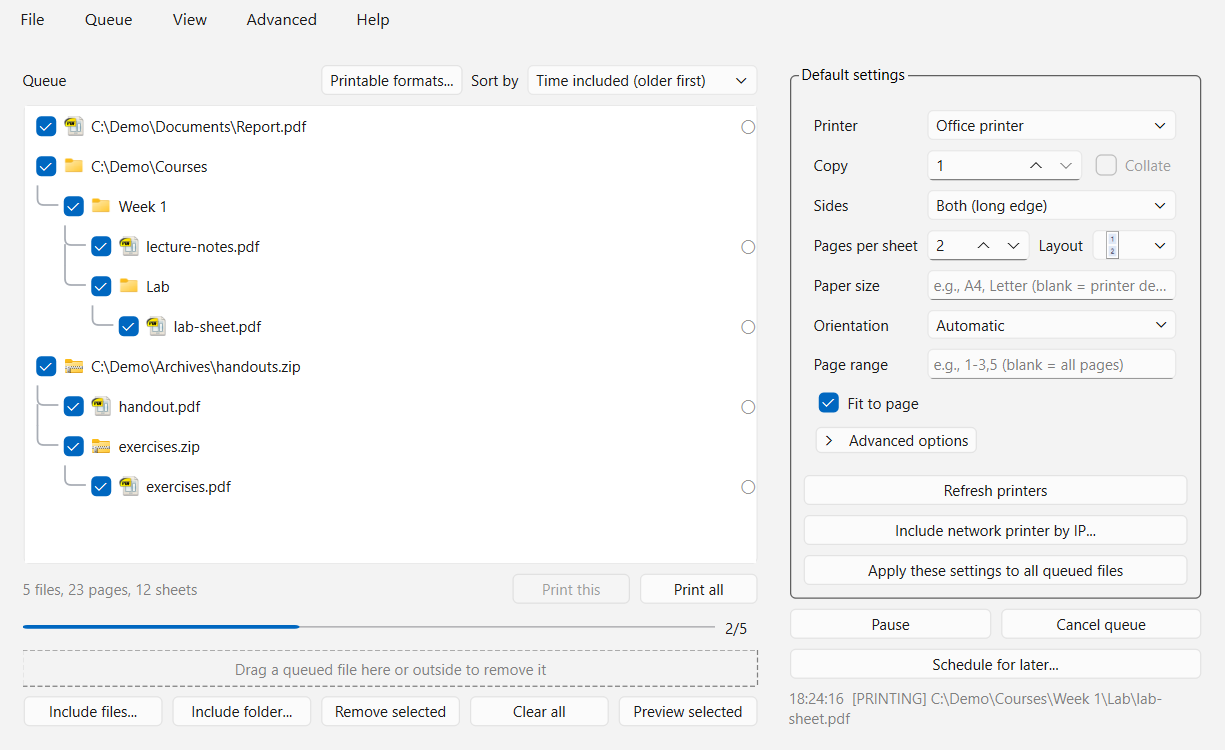 File Queue View Advanced Help
Queue Printable formats... Sort by Time included (older first)
C:\Demo\Documents\Report.pdf
C:\Demo\Courses
Week 1
lecture-notes.pdf
Lab
lab-sheet.pdf
C:\Demo\Archives\handouts.zip
handout.pdf
exercises.zip
exercises.pdf
5 files, 23 pages, 12 sheets Print this Print all
2/5
Drag a queued file here or outside to remove it
Include files... Include folder... Remove selected Clear all Preview selected
Default settings
Printer Office printer
Copy 1 Collate
Sides Both (long edge)
Pages per sheet 2 Layout 1
2
Paper size e.g., A4, Letter (blank = printer de...
Orientation Automatic
Page range e.g., 1-3,5 (blank = all pages)
Fit to page
Advanced options
Refresh printers
Include network printer by IP...
Apply these settings to all queued files
Pause Cancel queue
Schedule for later...
18:24:16 [PRINTING] C:\Demo\Courses\Week 1\Lab\lab-
sheet.pdf